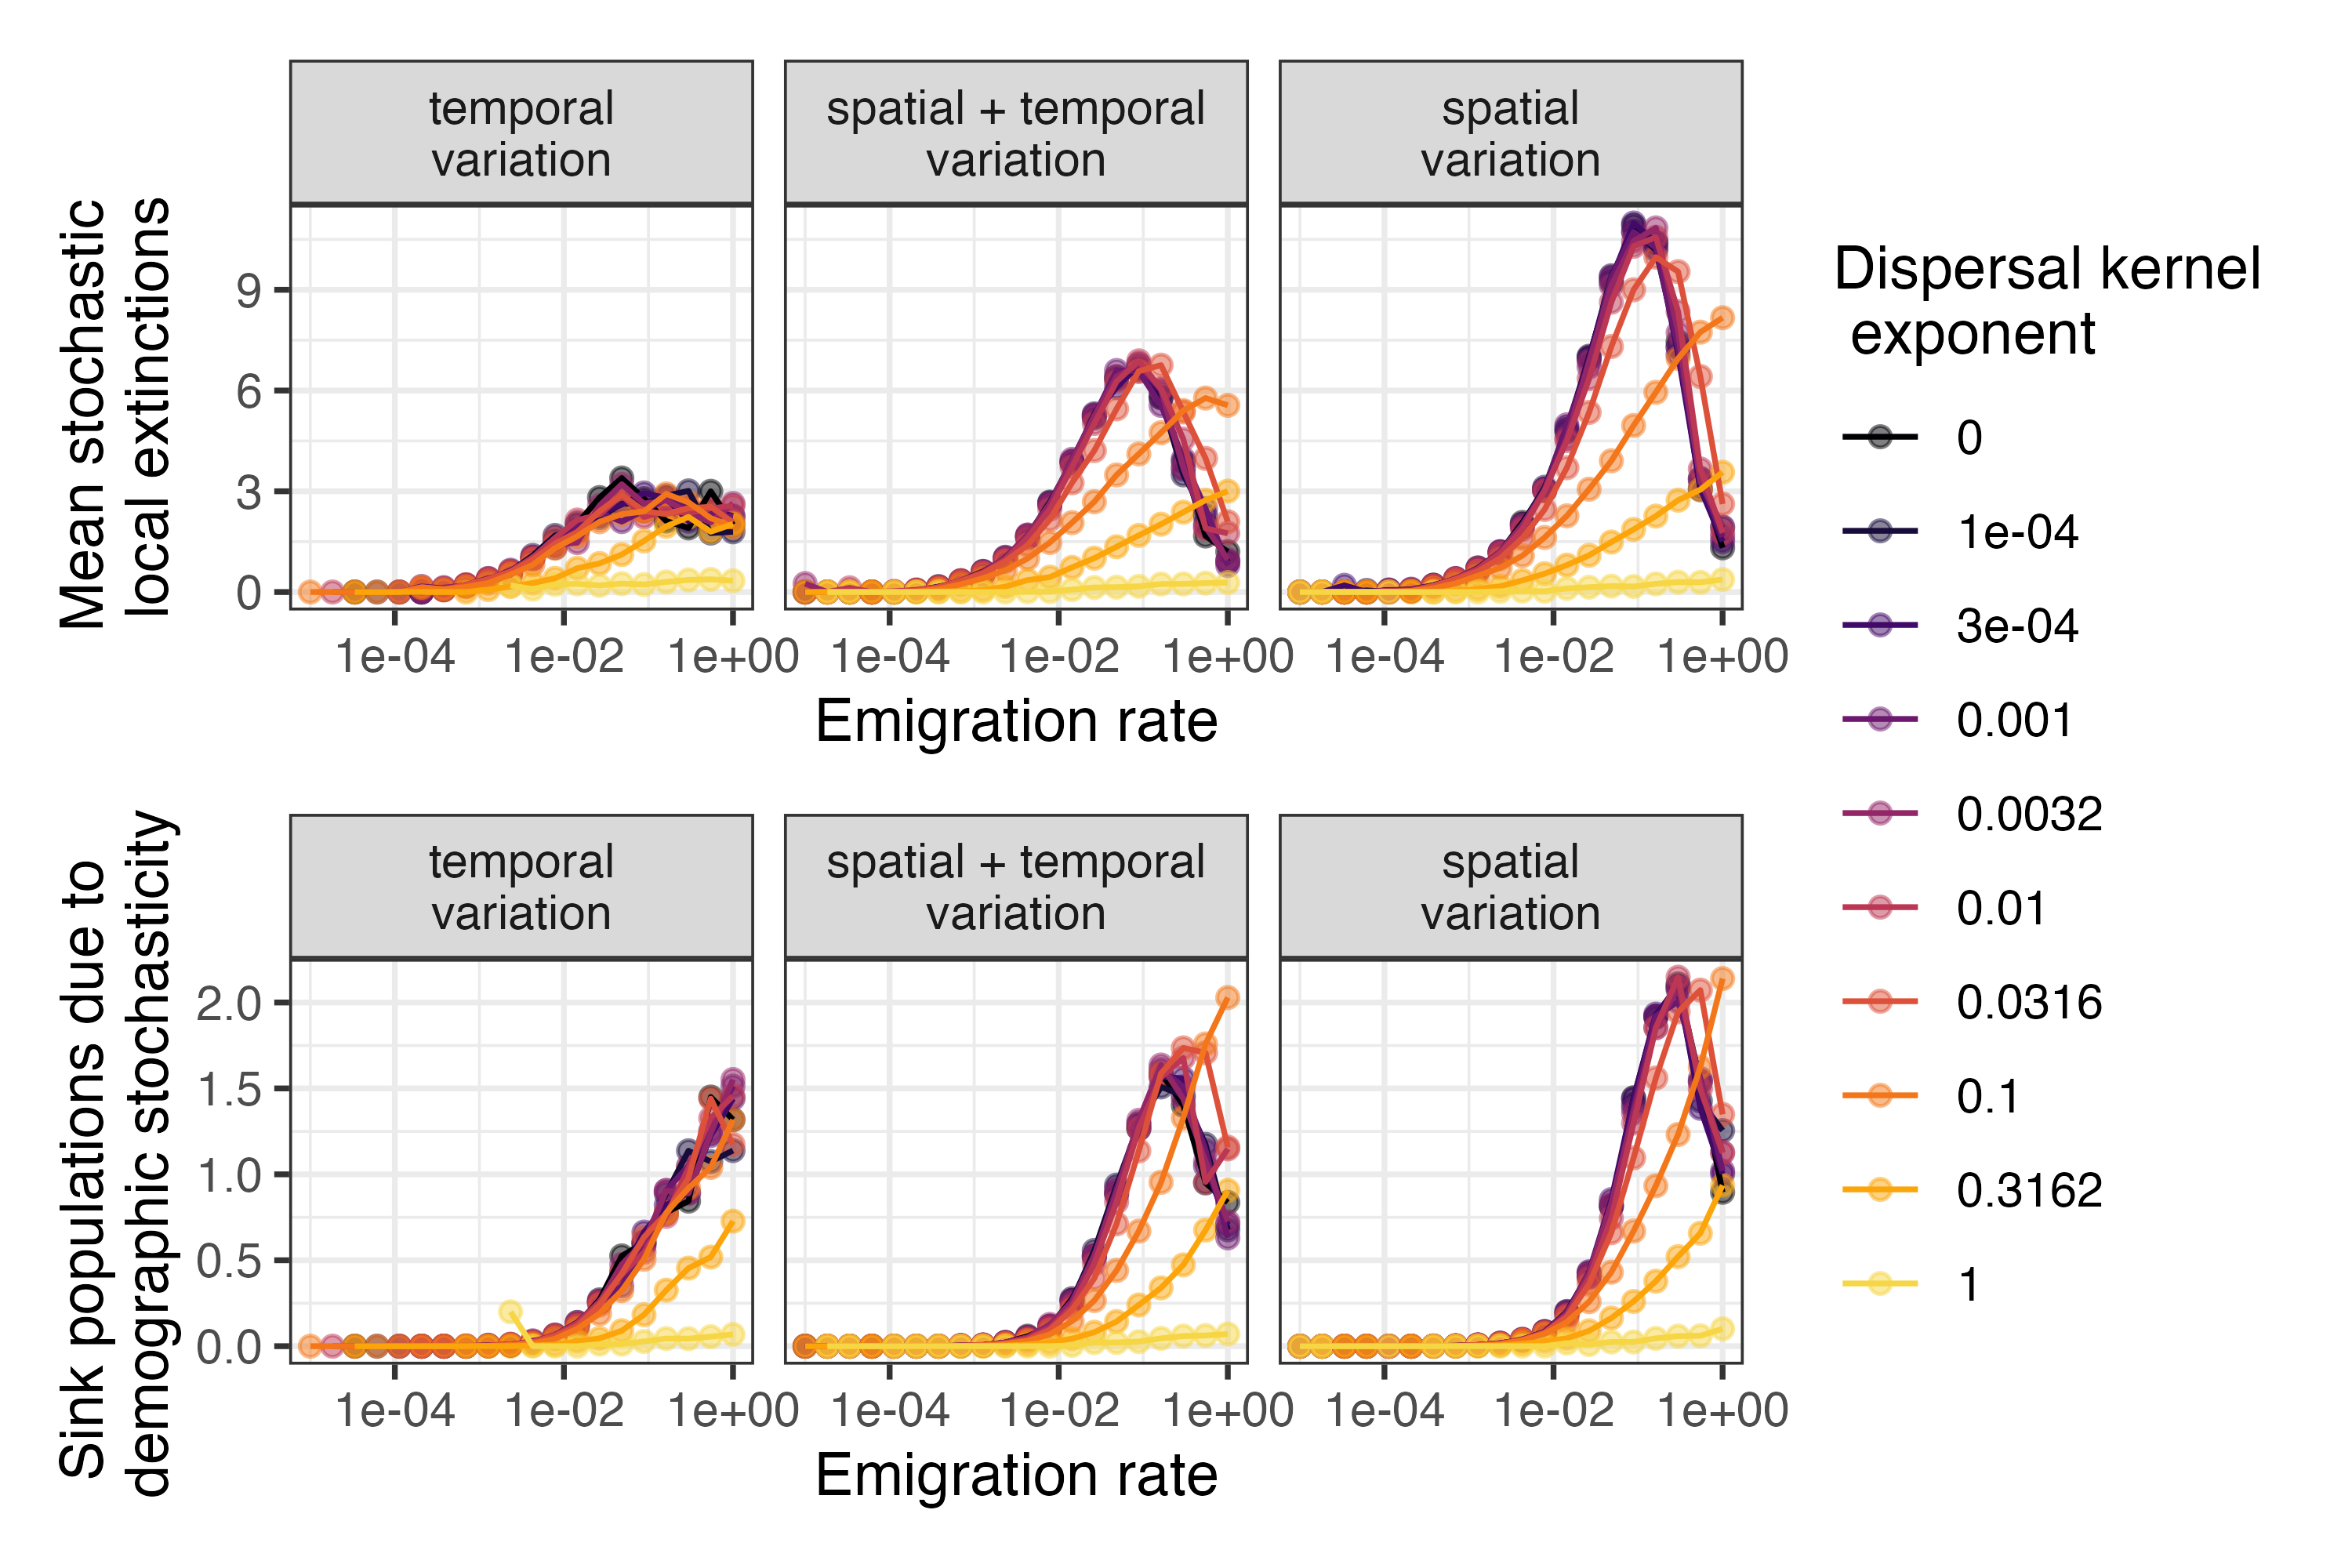 temporal
variation
spatial + temporal
variation
spatial
variation
Mean stochastic
local extinctions
9
6
3
0
1e-04 1e-02 1e+00 1e-04 1e-02 1e+00 1e-04 1e-02 1e+00
Emigration rate
temporal
variation
spatial + temporal
variation
spatial
variation
Sink populations due to
demographic stochasticity
2.0
1.5
1.0
0.5
0.0
1e-04 1e-02 1e+00 1e-04 1e-02 1e+00 1e-04 1e-02 1e+00
Emigration rate
Dispersal kernel
exponent
0
1e-04
3e-04
0.001
0.0032
0.01
0.0316
0.1
0.3162
1